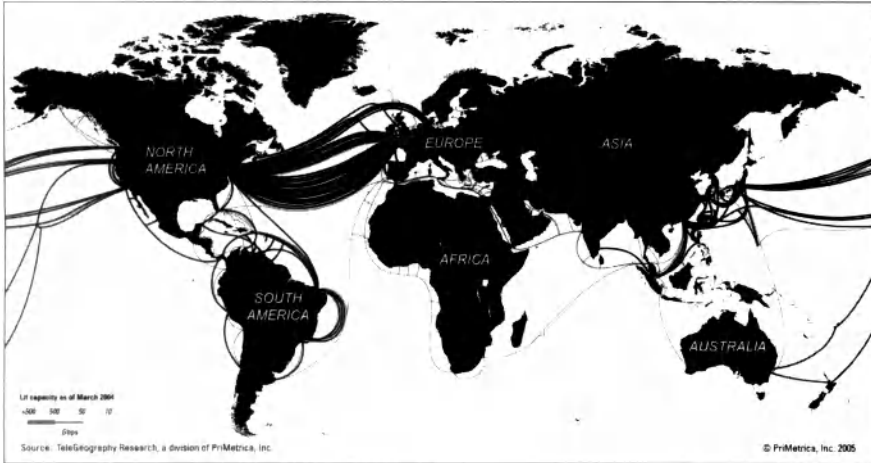 NORTH
AMERICA
EUROPE
ASIA
AFRICA
SOUTH
AMERICA
AUSTRALIA
Lit capacity as of March 2004
+500 500 50 10
Gbps
Source: TeleGeography Research, a division of PriMetrica, Inc.
© PriMetrica, Inc. 2005